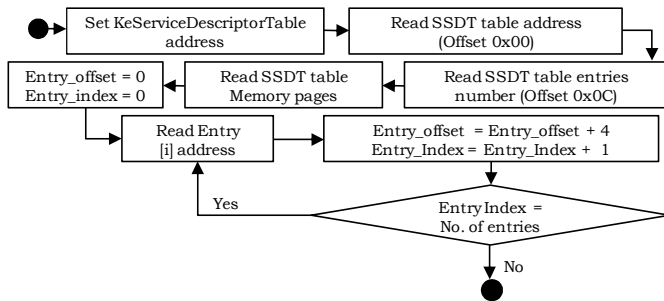 Set KeServiceDescriptorTable
address
Read SSDT table address
(Offset 0x00)
Read SSDT table entries
number (Offset 0x0C)
Read SSDT table
Memory pages
Entry_offset = 0
Entry_index = 0
Read Entry
[i] address
Entry_offset = Entry_offset + 4
Entry_Index = Entry_Index + 1
Entry Index =
No. of entries
Yes
No